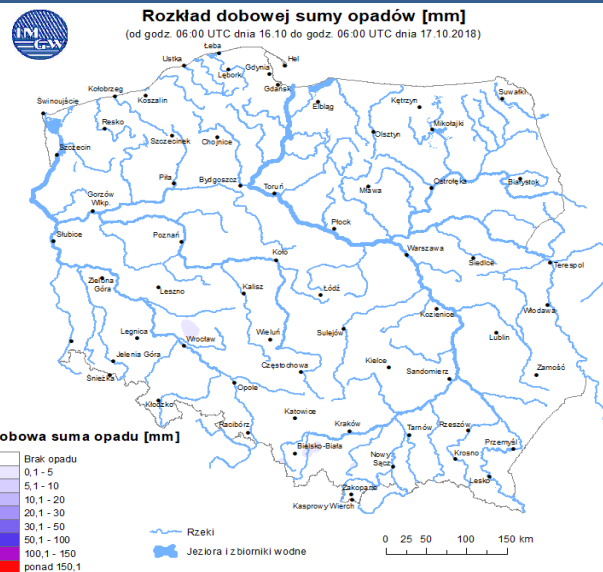 IM
GW
Rozkład dobowej sumy opadów [mm]
(od godz. 06:00 UTC dnia 16.10 do godz. 06:00 UTC dnia 17.10.2018)
Łeba
Ustka
Hel
Gdynia
Lębork
Suwałki
Kołobrzeg
Koszalin
Gdańsk
Elbląg
Kętrzyn
Świnoujście
Resko
Szczecinek
Chojnice
Olsztyn
Mikołajki
Szczecin
Piła
Bydgoszcz
Toruń
Mława
Ostrołęka
Białystok
Gorzów
Wlkp.
Płock
Słubice
Poznań
Koło
Warszawa
Siedlce
Terespol
Zielona
Góra
Leszno
Kalisz
Łódź
Kozienice
Włodawa
Legnica
Wrocław
Wieluń
Sulejów
Lublin
Jelenia Góra
Częstochowa
Kielce
Sandomierz
Zamość
Śnieżka
Opole
Kłodzko
Racibórz
Katowice
Kraków
Tarnów
Rzeszów
Przemyśl
Bielsko-Biała
Nowy
Sącz
Krosno
Lesko
Zakopane
Kasprowy Wierch
obowa suma opadu [mm]
Brak opadu
0,1 - 5
5,1 - 10
10,1 - 20
20,1 - 30
30,1 - 50
50,1 - 100
100,1 - 150
ponad 150,1
Rzeki
Jeziora i zbiorniki wodne
0 25 50 100 150 km